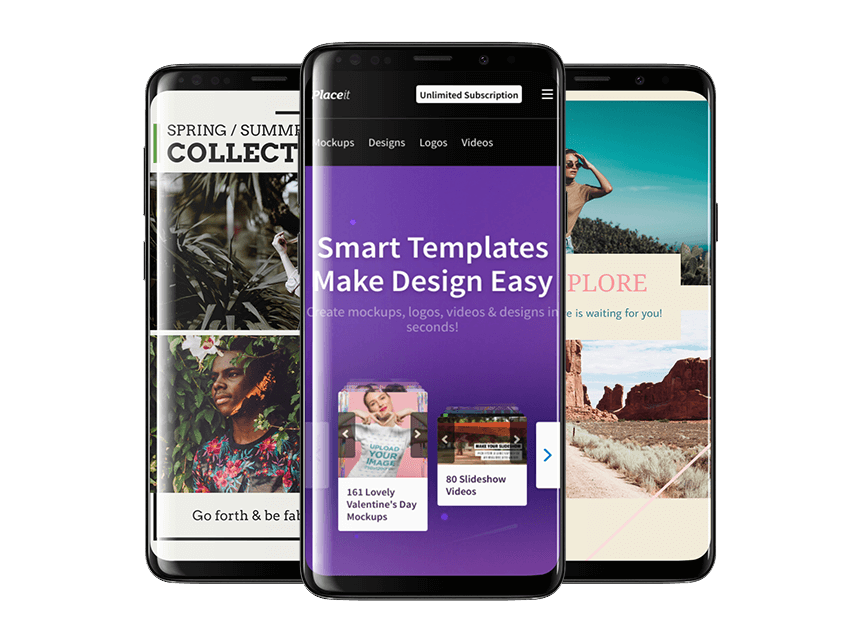 SPRING / SUMME
COLLECT
Go forth & be fab
Placeit
Unlimited Subscription
Mockups
Designs
Logos
Videos
Smart Templates
Make Design Easy
Create mockups, logos, videos & designs in
seconds!
UPLOAD
YOUR
IMAGE
161 Lovely
Valentine's Day
Mockups
MAKE YOUR SLIDESH
80 Slideshow
Videos
PLORE
e is waiting for you!